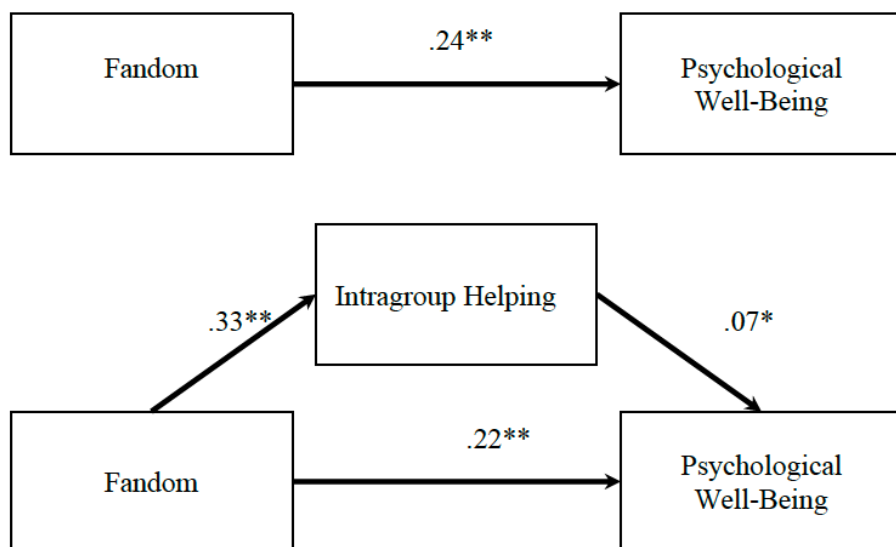 .24**
Fandom
Psychological
Well-Being
Intragroup Helping
.33**
.07*
.22**
Fandom
Psychological
Well-Being